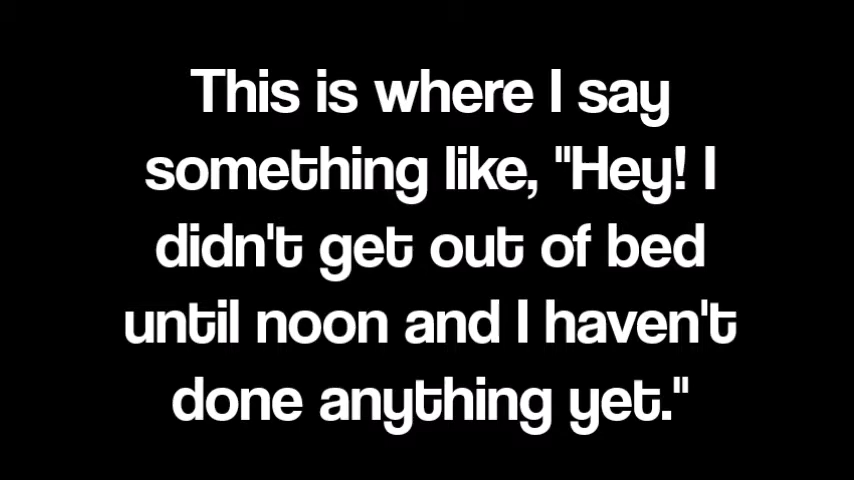 This is where I say
something like, "Hey! I
didn't get out of bed
until noon and I haven't
done anything yet."